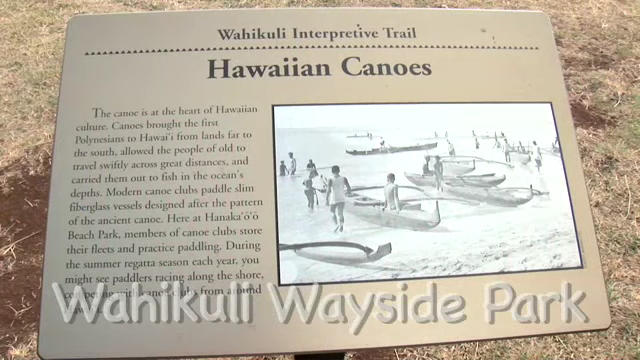 Wahikuli Interpretive Trail
Hawaiian Canoes
The canoe is at the heart of Hawaiian
culture. Canoes brought the first
Polynesians to Hawai'i from lands far to
the south, allowed the people of old to
travel swiftly across great distances, and
carried them out to fish in the ocean's
depths. Modern canoe clubs paddle slim
fiberglass vessels designed after the pattern
of the ancient canoe. Here at Hanaka'ō'ō
Beach Park, members of canoe clubs store
their fleets and practice paddling. During
the summer regatta season each year, you
might see paddlers racing along the shore,
competing with canoe clubs from around
Wahikuli Wayside Park